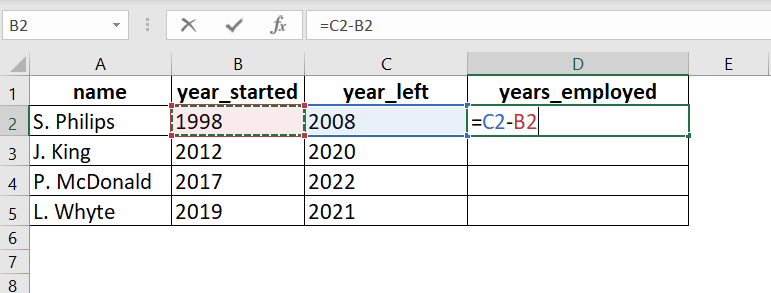 B2 fx =C2-B2
A B C D E
1 name year_started year_left years_employed
2 S. Philips 1998 2008 =C2-B2
3 J. King 2012 2020
4 P. McDonald 2017 2022
5 L. Whyte 2019 2021
6
7
8